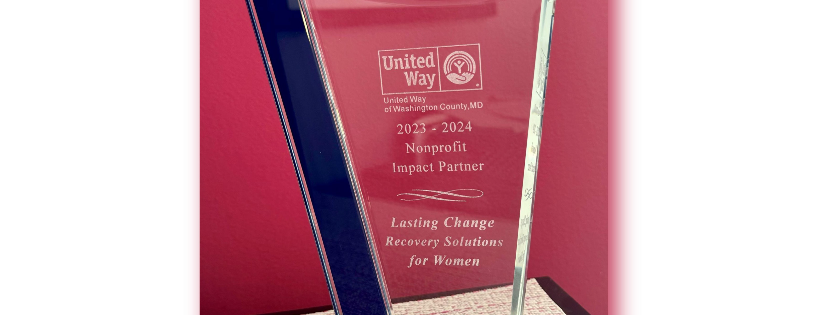 United
Way
United Way
of Washington County, MD
2023 - 2024
Nonprofit
Impact Partner
Lasting Change
Recovery Solutions
for Women